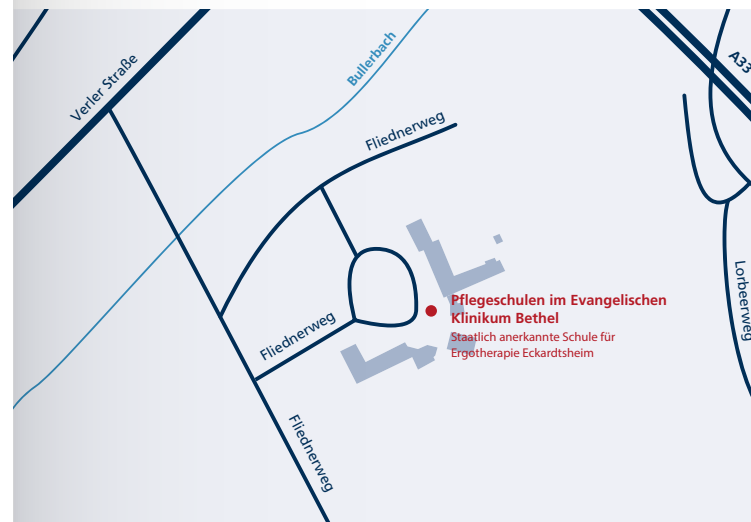 Verler Straße
Bullerbach
A33
Fliednerweg
Lorbeerweg
Pflegeschulen im Evangelischen
Klinikum Bethel
Staatlich anerkannte Schule für
Ergotherapie Eckardtsheim
Fliednerweg
Fliednerweg